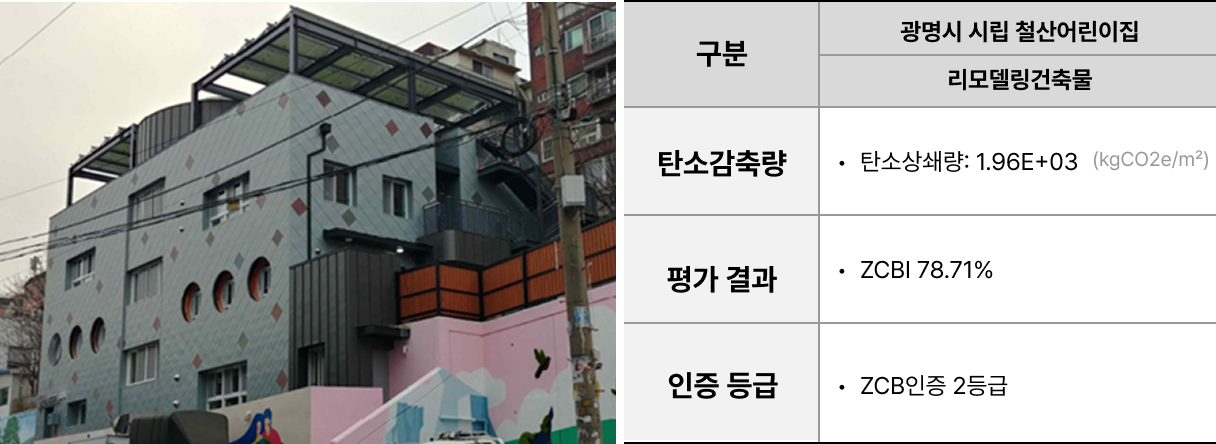 구분
광명시 시립 철산어린이집
리모델링건축물
탄소감축량
• 탄소상쇄량: 1.96E+03 (kgCO2e/m²)
평가 결과
• ZCBI 78.71%
인증 등급
• ZCB인증 2등급